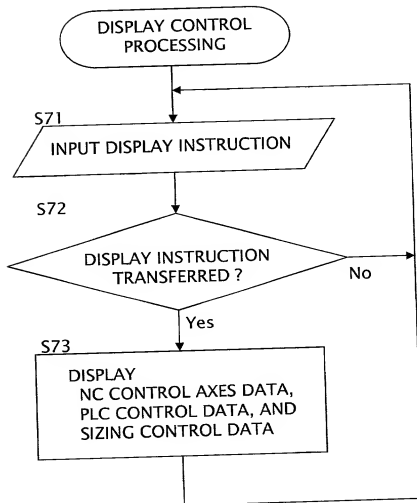 DISPLAY CONTROL
PROCESSING
S71
INPUT DISPLAY INSTRUCTION
S72
DISPLAY INSTRUCTION
TRANSFERRED ?
No
Yes
S73
DISPLAY
NC CONTROL AXES DATA,
PLC CONTROL DATA, AND
SIZING CONTROL DATA